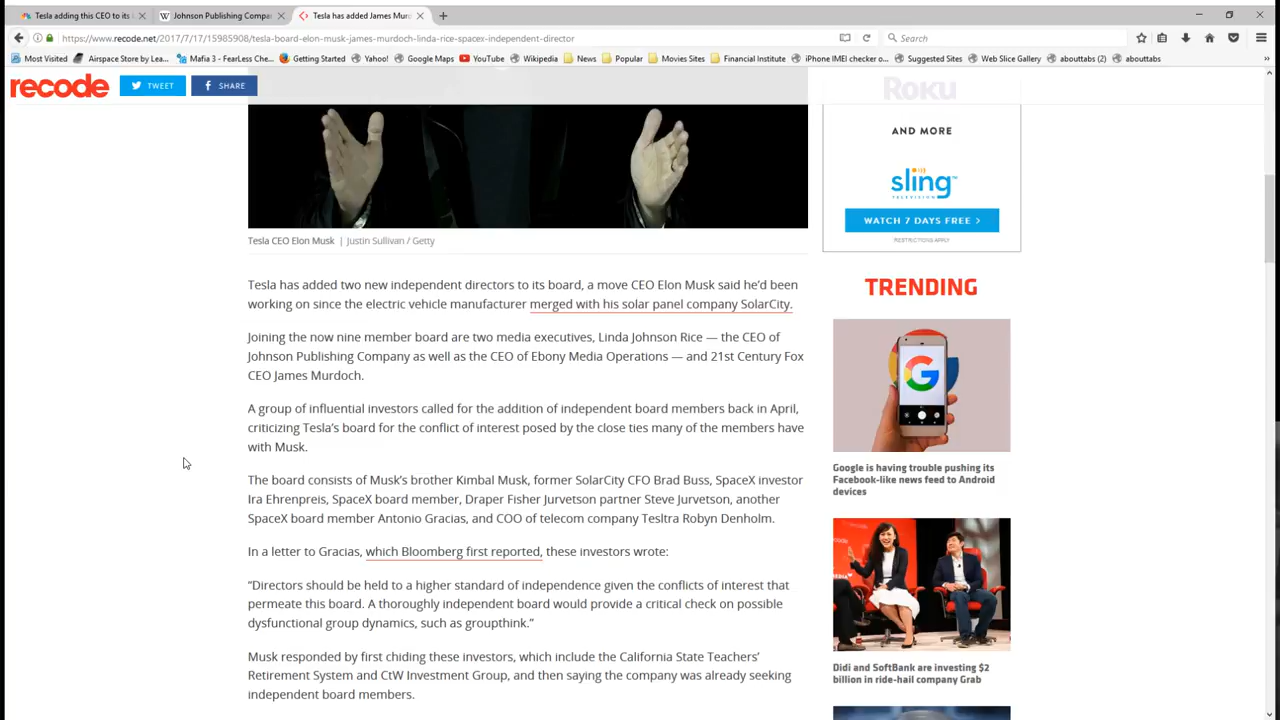 Tesla adding this CEO to its
Johnson Publishing Compa
Tesla has added James Murd
https://www.recode.net/2017/7/17/15985908/tesla-board-elon-musk-james-murdoch-linda-rice-spacex-independent-director
Search
Most Visited
Airspace Store by Lea...
Mafia 3 - FearLess Che...
Getting Started
Yahoo!
Google Maps
YouTube
Wikipedia
News
Popular
Movies Sites
Financial Institute
iPhone IMEI checker o...
Suggested Sites
Web Slice Gallery
abouttabs (2)
abouttabs
recode
TWEET
SHARE
Roku
AND MORE
sling
TELEVISION
WATCH 7 DAYS FREE >
RESTRICTIONS APPLY
Tesla CEO Elon Musk | Justin Sullivan / Getty
Tesla has added two new independent directors to its board, a move CEO Elon Musk said he'd been
working on since the electric vehicle manufacturer merged with his solar panel company SolarCity.
Joining the now nine member board are two media executives, Linda Johnson Rice — the CEO of
Johnson Publishing Company as well as the CEO of Ebony Media Operations — and 21st Century Fox
CEO James Murdoch.
A group of influential investors called for the addition of independent board members back in April,
criticizing Tesla's board for the conflict of interest posed by the close ties many of the members have
with Musk.
The board consists of Musk's brother Kimbal Musk, former SolarCity CFO Brad Buss, SpaceX investor
Ira Ehrenpreis, SpaceX board member, Draper Fisher Jurvetson partner Steve Jurvetson, another
SpaceX board member Antonio Gracias, and COO of telecom company Tesltra Robyn Denholm.
In a letter to Gracias, which Bloomberg first reported, these investors wrote:
"Directors should be held to a higher standard of independence given the conflicts of interest that
permeate this board. A thoroughly independent board would provide a critical check on possible
dysfunctional group dynamics, such as groupthink."
Musk responded by first chiding these investors, which include the California State Teachers'
Retirement System and CtW Investment Group, and then saying the company was already seeking
independent board members.
TRENDING
Google is having trouble pushing its
Facebook-like news feed to Android
devices
Didi and SoftBank are investing $2
billion in ride-hail company Grab